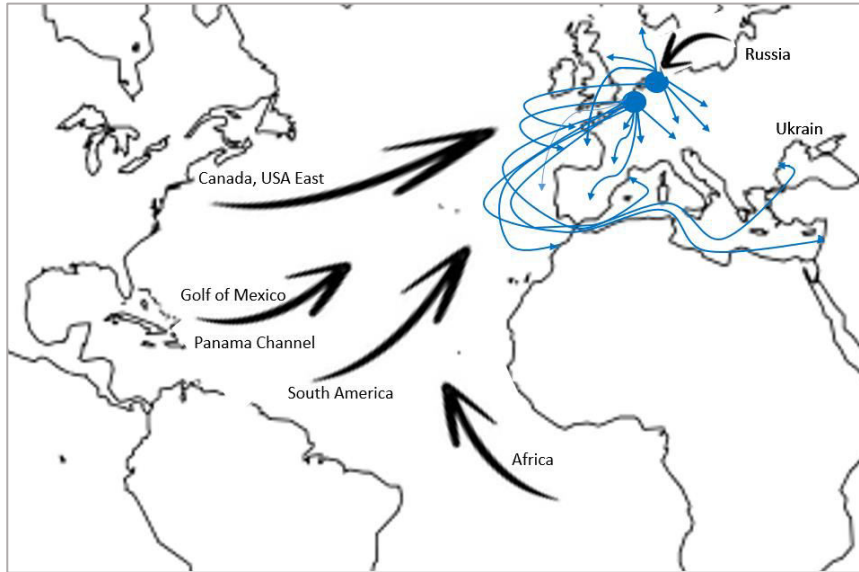 Russia
Ukrain
Canada, USA East
Golf of Mexico
Panama Channel
South America
Africa